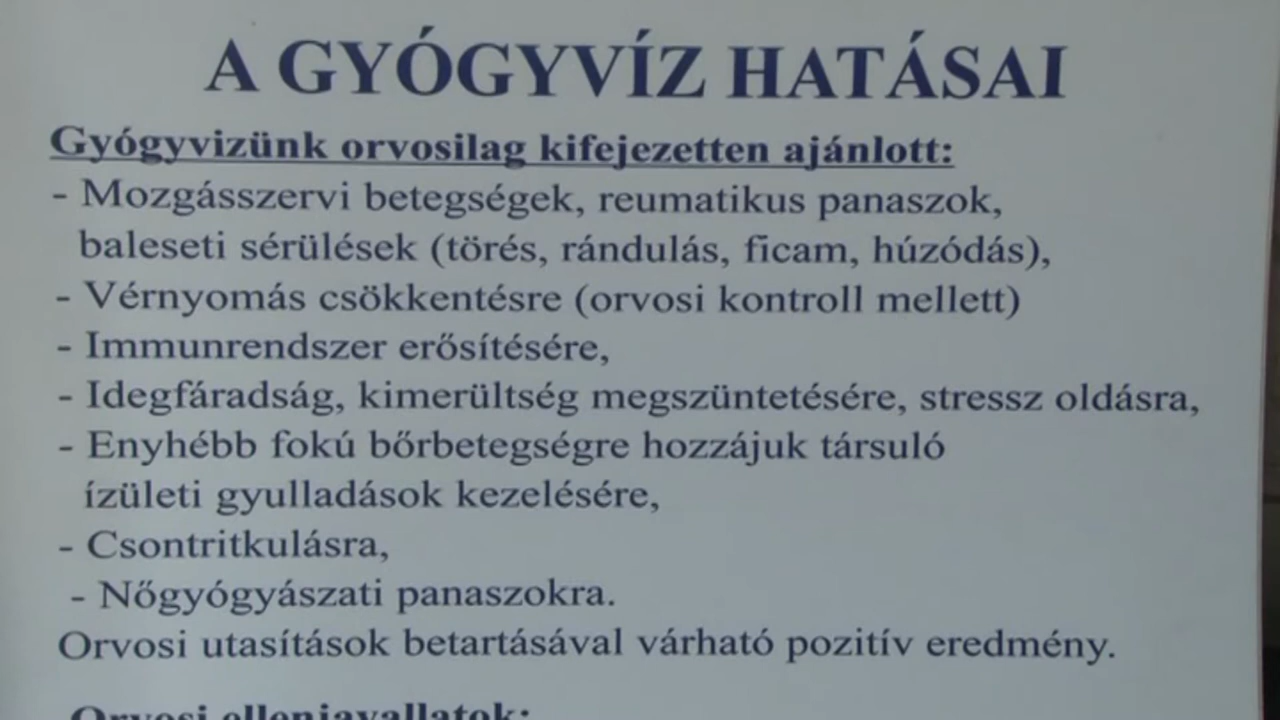 A GYÓGYVÍZ HATÁSAI
Gyógyvizünk orvosilag kifejezetten ajánlott:
- Mozgásszervi betegségek, reumatikus panaszok,
baleseti sérülések (törés, rándulás, ficam, húzódás),
- Vérnyomás csökkentésre (orvosi kontroll mellett)
- Immunrendszer erősítésére,
- Idegfáradság, kimerültség megszüntetésére, stressz oldásra,
- Enyhébb fokú bőrbetegségre hozzájuk társuló
ízületi gyulladások kezelésére,
- Csontritkulásra,
- Nőgyógyászati panaszokra.
Orvosi utasítások betartásával várható pozitív eredmény.
Orvosi ellenjavallatok: